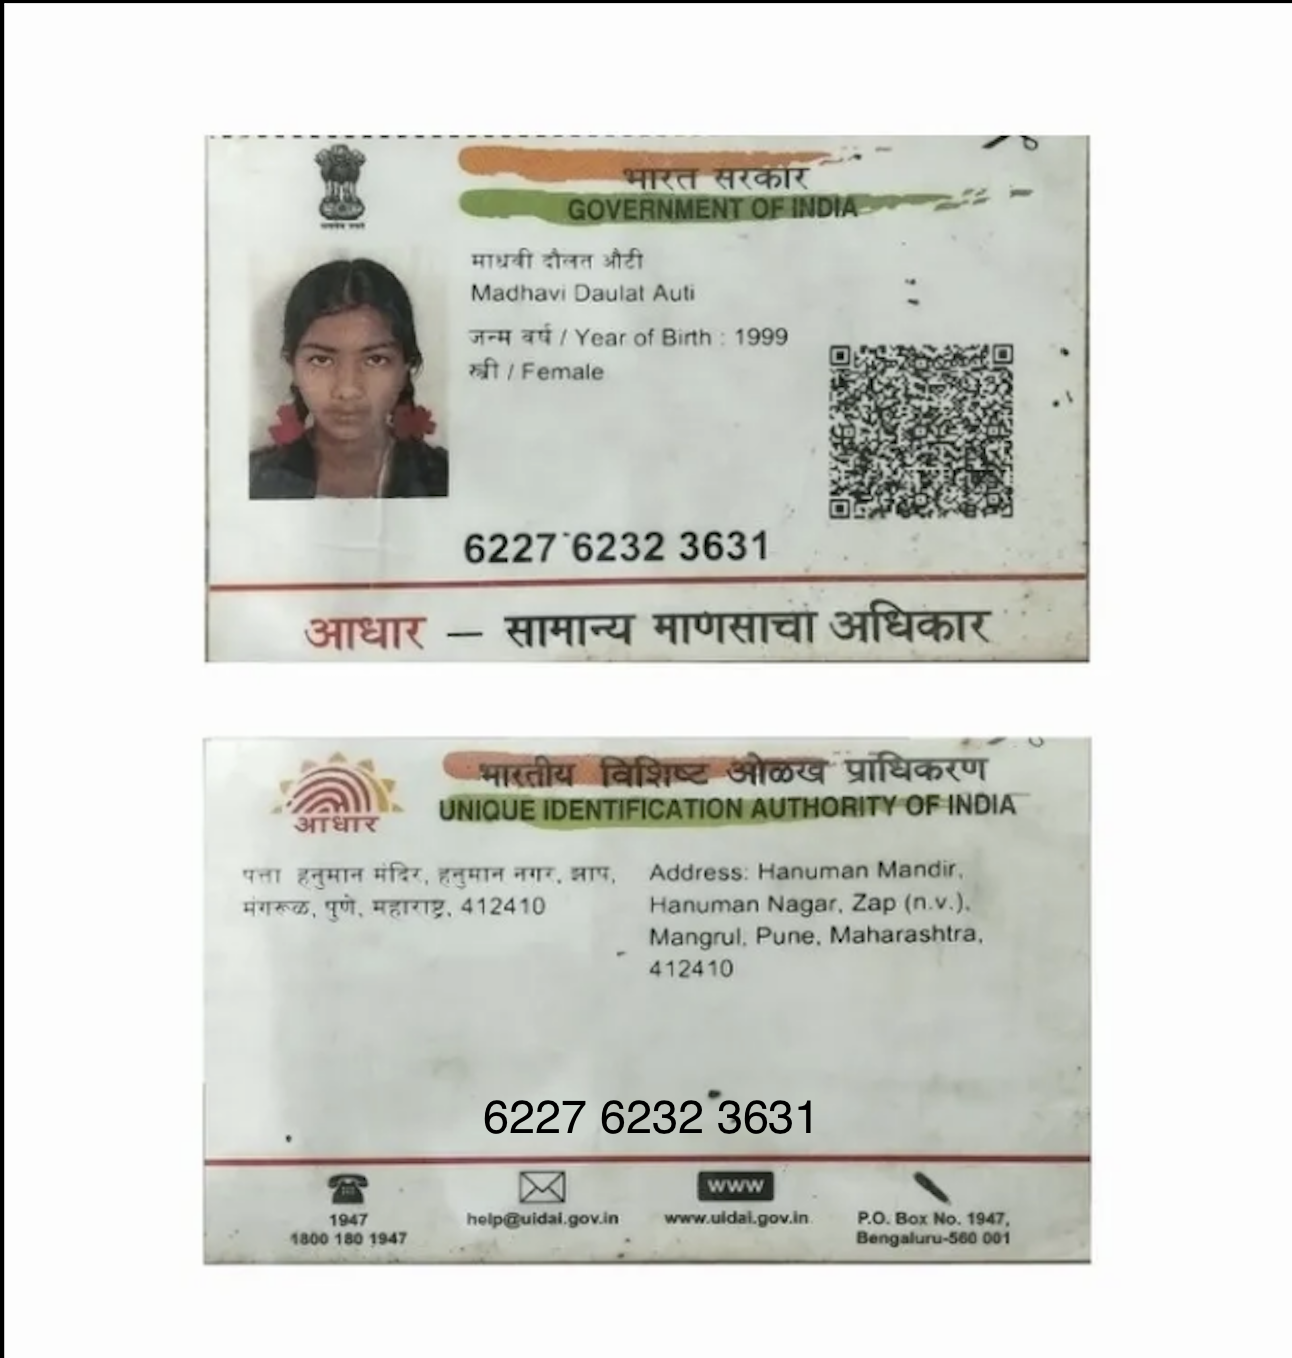 भारत सरकार
GOVERNMENT OF INDIA
माधवी दौलत औटी
Madhavi Daulat Auti
जन्म वर्ष / Year of Birth : 1999
स्त्री / Female
6227 6232 3631
आधार — सामान्य माणसाचा अधिकार
भारतीय विशिष्ट ओळख प्राधिकरण
आधार
UNIQUE IDENTIFICATION AUTHORITY OF INDIA
पत्ता हनुमान मंदिर, हनुमान नगर, झाप,
मंगरूळ, पुणे, महाराष्ट्र, 412410
Address: Hanuman Mandir,
Hanuman Nagar, Zap (n.v.),
Mangrul, Pune, Maharashtra,
412410
6227 6232 3631
1947
1800 180 1947
help@uidai.gov.in
www
www.uidai.gov.in
P.O. Box No. 1947,
Bengaluru-560 001